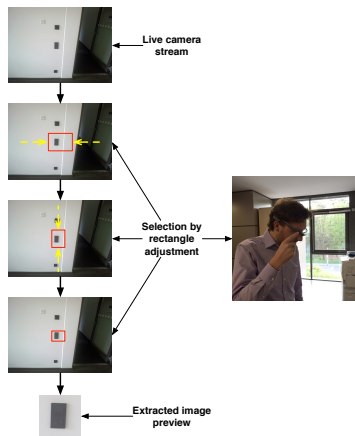 Live camera
stream
Selection by
rectangle
adjustment
Extracted image
preview